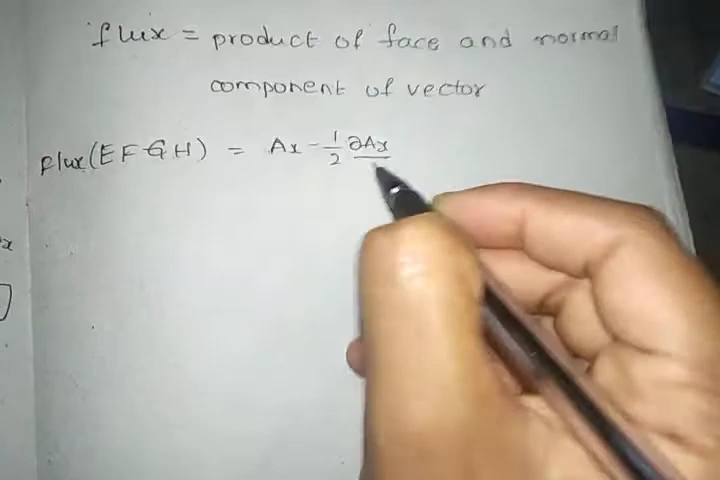 flux = product of face and normal
component of vector
flux (EFGH) = Ax - 1/2 ∂Ax
x